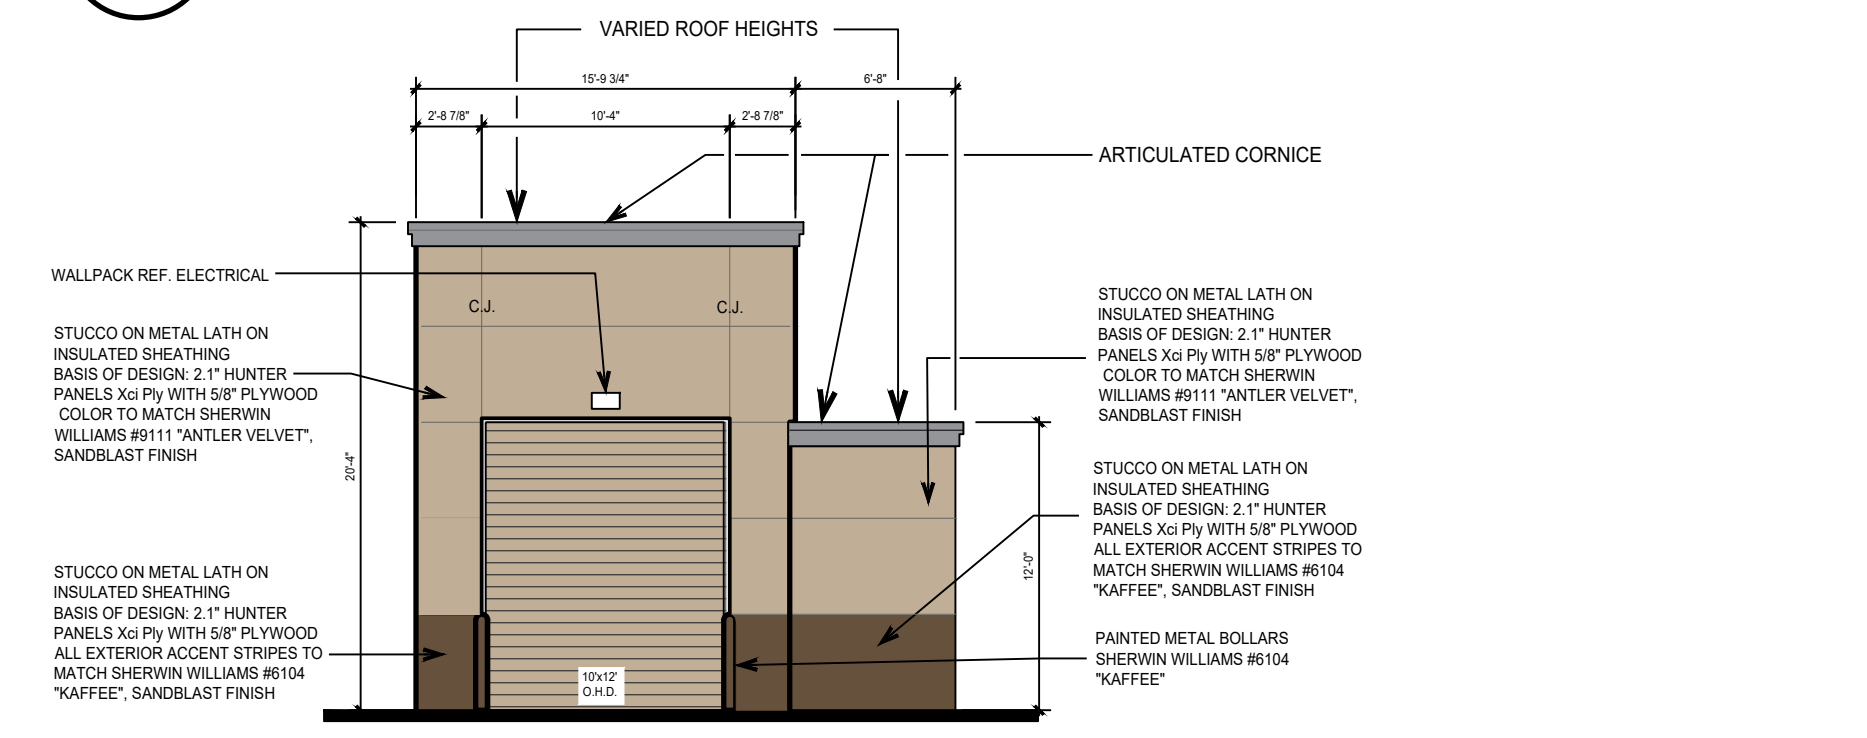 VARIED ROOF HEIGHTS
15'-9 3/4"
6'-8"
2'-8 7/8"
10'-4"
2'-8 7/8"
ARTICULATED CORNICE
WALLPACK REF. ELECTRICAL
C.J.
C.J.
STUCCO ON METAL LATH ON
INSULATED SHEATHING
BASIS OF DESIGN: 2.1" HUNTER
PANELS Xci Ply WITH 5/8" PLYWOOD
COLOR TO MATCH SHERWIN
WILLIAMS #9111 "ANTLER VELVET",
SANDBLAST FINISH
20'-4"
STUCCO ON METAL LATH ON
INSULATED SHEATHING
BASIS OF DESIGN: 2.1" HUNTER
PANELS Xci Ply WITH 5/8" PLYWOOD
ALL EXTERIOR ACCENT STRIPES TO
MATCH SHERWIN WILLIAMS #6104
"KAFFEE", SANDBLAST FINISH
10'x12'
O.H.D.
STUCCO ON METAL LATH ON
INSULATED SHEATHING
BASIS OF DESIGN: 2.1" HUNTER
PANELS Xci Ply WITH 5/8" PLYWOOD
COLOR TO MATCH SHERWIN
WILLIAMS #9111 "ANTLER VELVET",
SANDBLAST FINISH
STUCCO ON METAL LATH ON
INSULATED SHEATHING
BASIS OF DESIGN: 2.1" HUNTER
PANELS Xci Ply WITH 5/8" PLYWOOD
ALL EXTERIOR ACCENT STRIPES TO
MATCH SHERWIN WILLIAMS #6104
"KAFFEE", SANDBLAST FINISH
12'-0"
PAINTED METAL BOLLARS
SHERWIN WILLIAMS #6104
"KAFFEE"